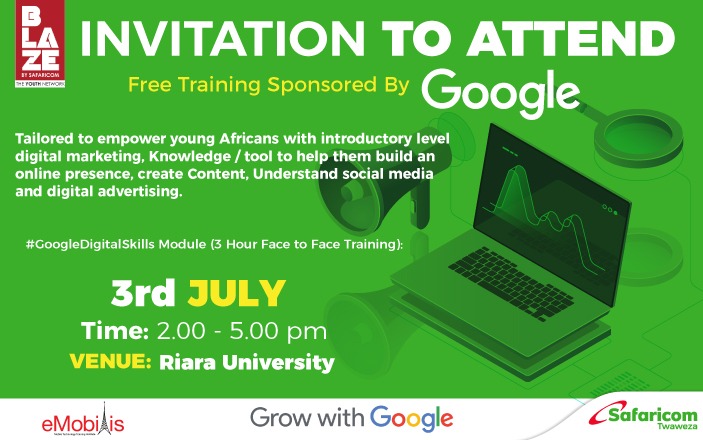 B
LA
ZE
BY SAFARICOM
THE YOUTH NETWORK
INVITATION TO ATTEND
Free Training Sponsored By Google
Tailored to empower young Africans with introductory level
digital marketing, Knowledge / tool to help them build an
online presence, create Content, Understand social media
and digital advertising.
#GoogleDigitalSkills Module (3 Hour Face to Face Training):
3rd JULY
Time: 2.00 - 5.00 pm
VENUE: Riara University
eMobilis
Grow with Google
Safaricom
Twaweza